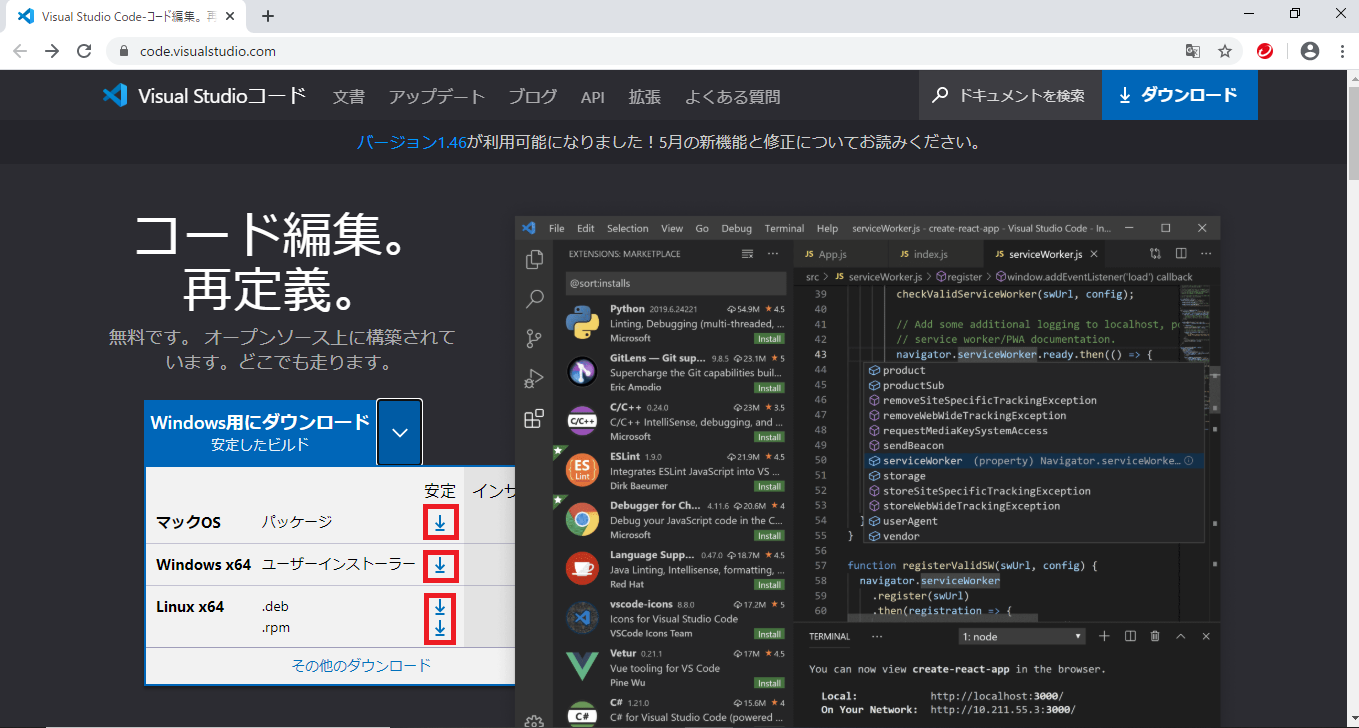 Visual Studio Code-コード編集。再
code.visualstudio.com
Visual Studioコード
文書
アップデート
ブログ
API
拡張
よくある質問
ドキュメントを検索
ダウンロード
バージョン1.46が利用可能になりました！5月の新機能と修正についてお読みください。
コード編集。
再定義。
無料です。 オープンソース上に構築されて
います。どこでも走ります。
Windows用にダウンロード
安定したビルド
安定 インサ
マックOS パッケージ
Windows x64 ユーザーインストーラー
Linux x64 .deb
.rpm
その他のダウンロード
File Edit Selection View Go Debug Terminal Help serviceWorker.js - create-react-app - Visual Studio Code - In...
EXTENSIONS: MARKETPLACE
@sort:installs
Python 2019.6.24221 54.9M 4.5
Linting, Debugging (multi-threaded, ...
Microsoft Install
GitLens — Git sup... 9.8.5 23.1M 5
Supercharge the Git capabilities buil...
Eric Amodio Install
C/C++
C/C++ 0.24.0 23M 3.5
C/C++ IntelliSense, debugging, and ...
Microsoft Install
ES
Lint
ESLint 1.9.0 21.9M 4.5
Integrates ESLint JavaScript into VS ...
Dirk Baeumer Install
Debugger for Ch... 4.11.6 20.6M 4
Debug your JavaScript code in the C...
Microsoft Install
Language Supp... 0.47.0 18.7M 4.5
Java Linting, Intellisense, formatting, ...
Red Hat Install
vscode-icons 8.8.0 17.2M 5
Icons for Visual Studio Code
VSCode Icons Team Install
Vetur 0.21.1 17M 4.5
Vue tooling for VS Code
Pine Wu Install
C#
C# 1.21.0 15.6M 4
C# for Visual Studio Code (powered ...
JS App.js
JS index.js
JS serviceWorker.js
src > JS serviceWorker.js > register > window.addEventListener('load') callback
39 checkValidServiceWorker(swUrl, config);
40
41 // Add some additional logging to localhost, p
42 // service worker/PWA documentation.
43 navigator.serviceWorker.ready.then(() => {
44 product
45 productSub
46 removeSiteSpecificTrackingException
47 removeWebWideTrackingException
48 requestMediaKeySystemAccess
49 sendBeacon
50 serviceWorker (property) Navigator.serviceWorke...
51 storage
52 storeSiteSpecificTrackingException
53 storeWebWideTrackingException
54 } userAgent
55 } vendor
56
57 function registerValidSW(swUrl, config) {
58 navigator.serviceWorker
59 .register(swUrl)
60 .then(registration => {
TERMINAL ... 1: node
You can now view create-react-app in the browser.
Local: http://localhost:3000/
On Your Network: http://10.211.55.3:3000/